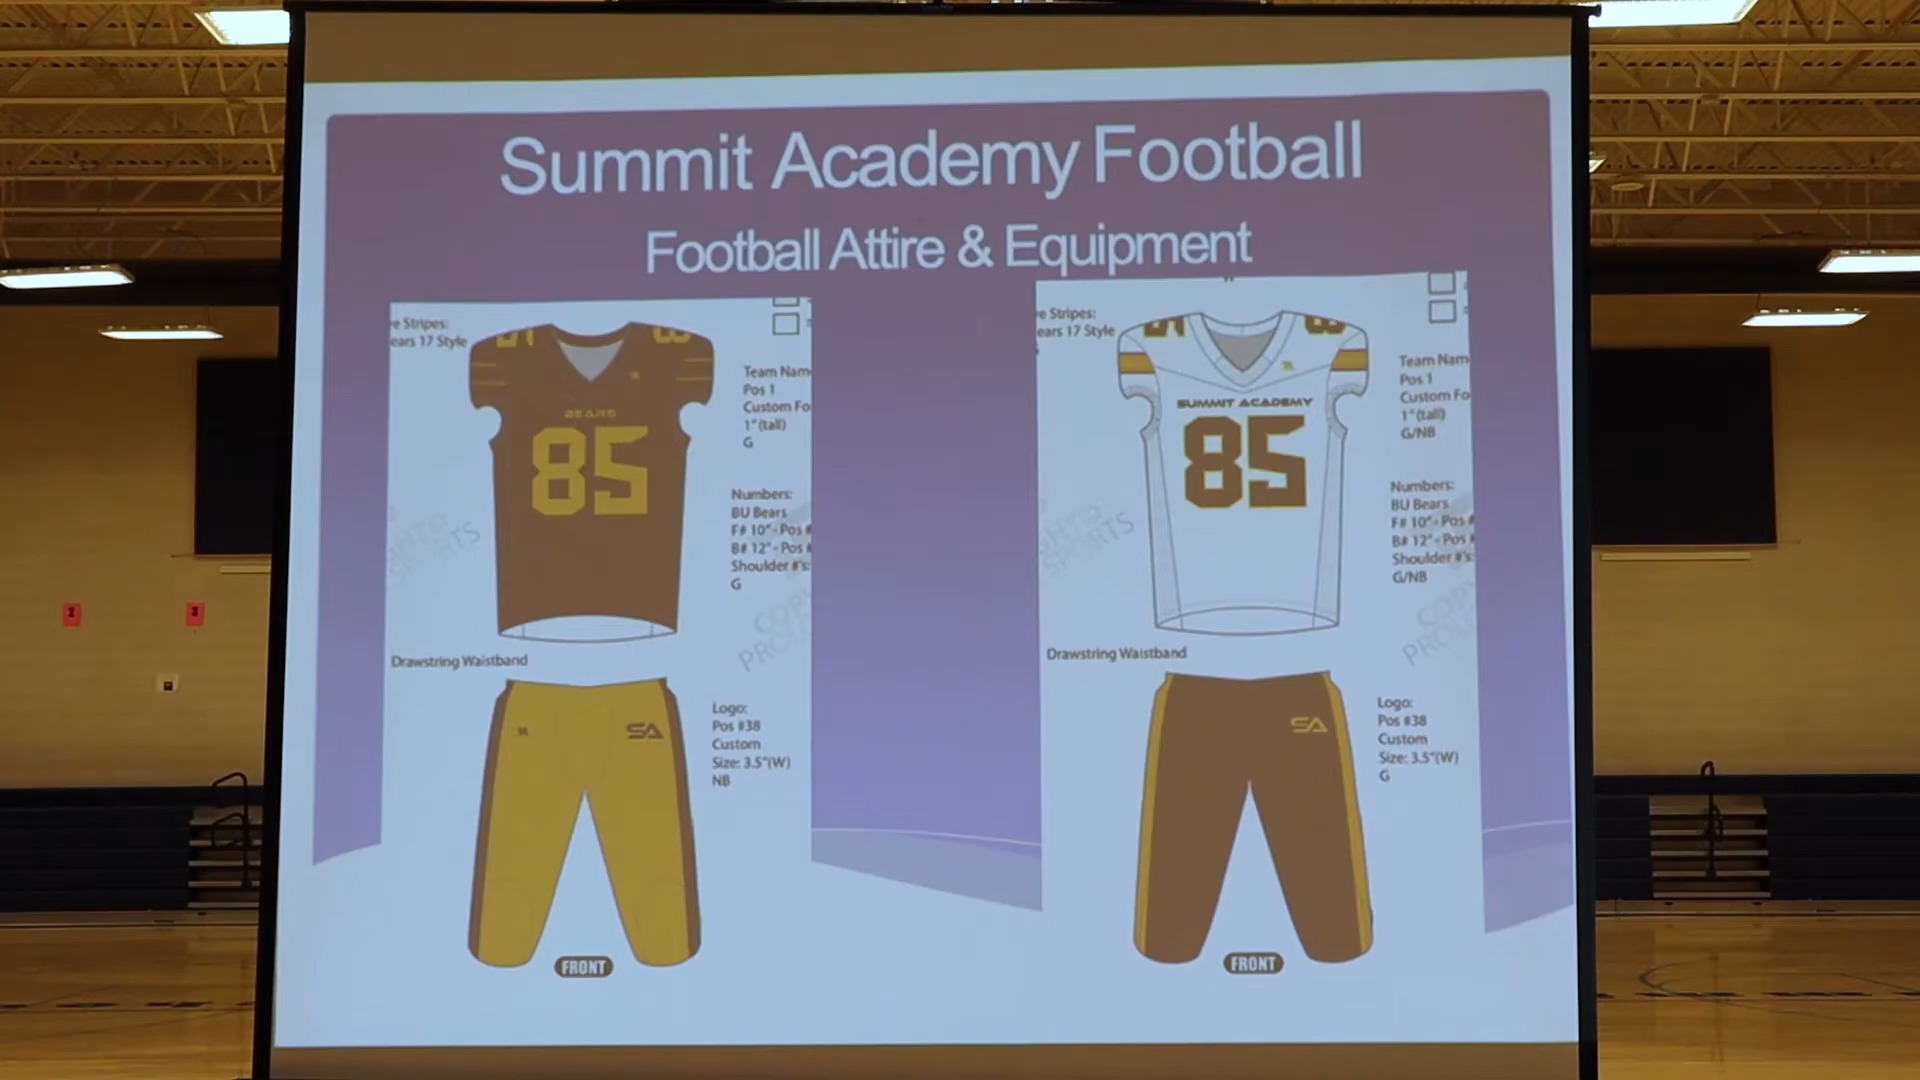 Summit Academy Football
Football Attire & Equipment
e Stripes:
ears 17 Style
85
BEARS
85
Team Nam
Pos 1
Custom Fo
1" (tall)
G
Numbers:
BU Bears
F# 10" - Pos #
B# 12" - Pos #
Shoulder #'s:
G
Drawstring Waistband
SA
Logo:
Pos #38
Custom
Size: 3.5"(W)
NB
FRONT
e Stripes:
ears 17 Style
85
SUMMIT ACADEMY
85
Team Nam
Pos 1
Custom Fo
1" (tall)
G/NB
Numbers:
BU Bears
F# 10" - Pos #
B# 12" - Pos #
Shoulder #'s:
G/NB
Drawstring Waistband
SA
Logo:
Pos #38
Custom
Size: 3.5"(W)
G
FRONT
2
3